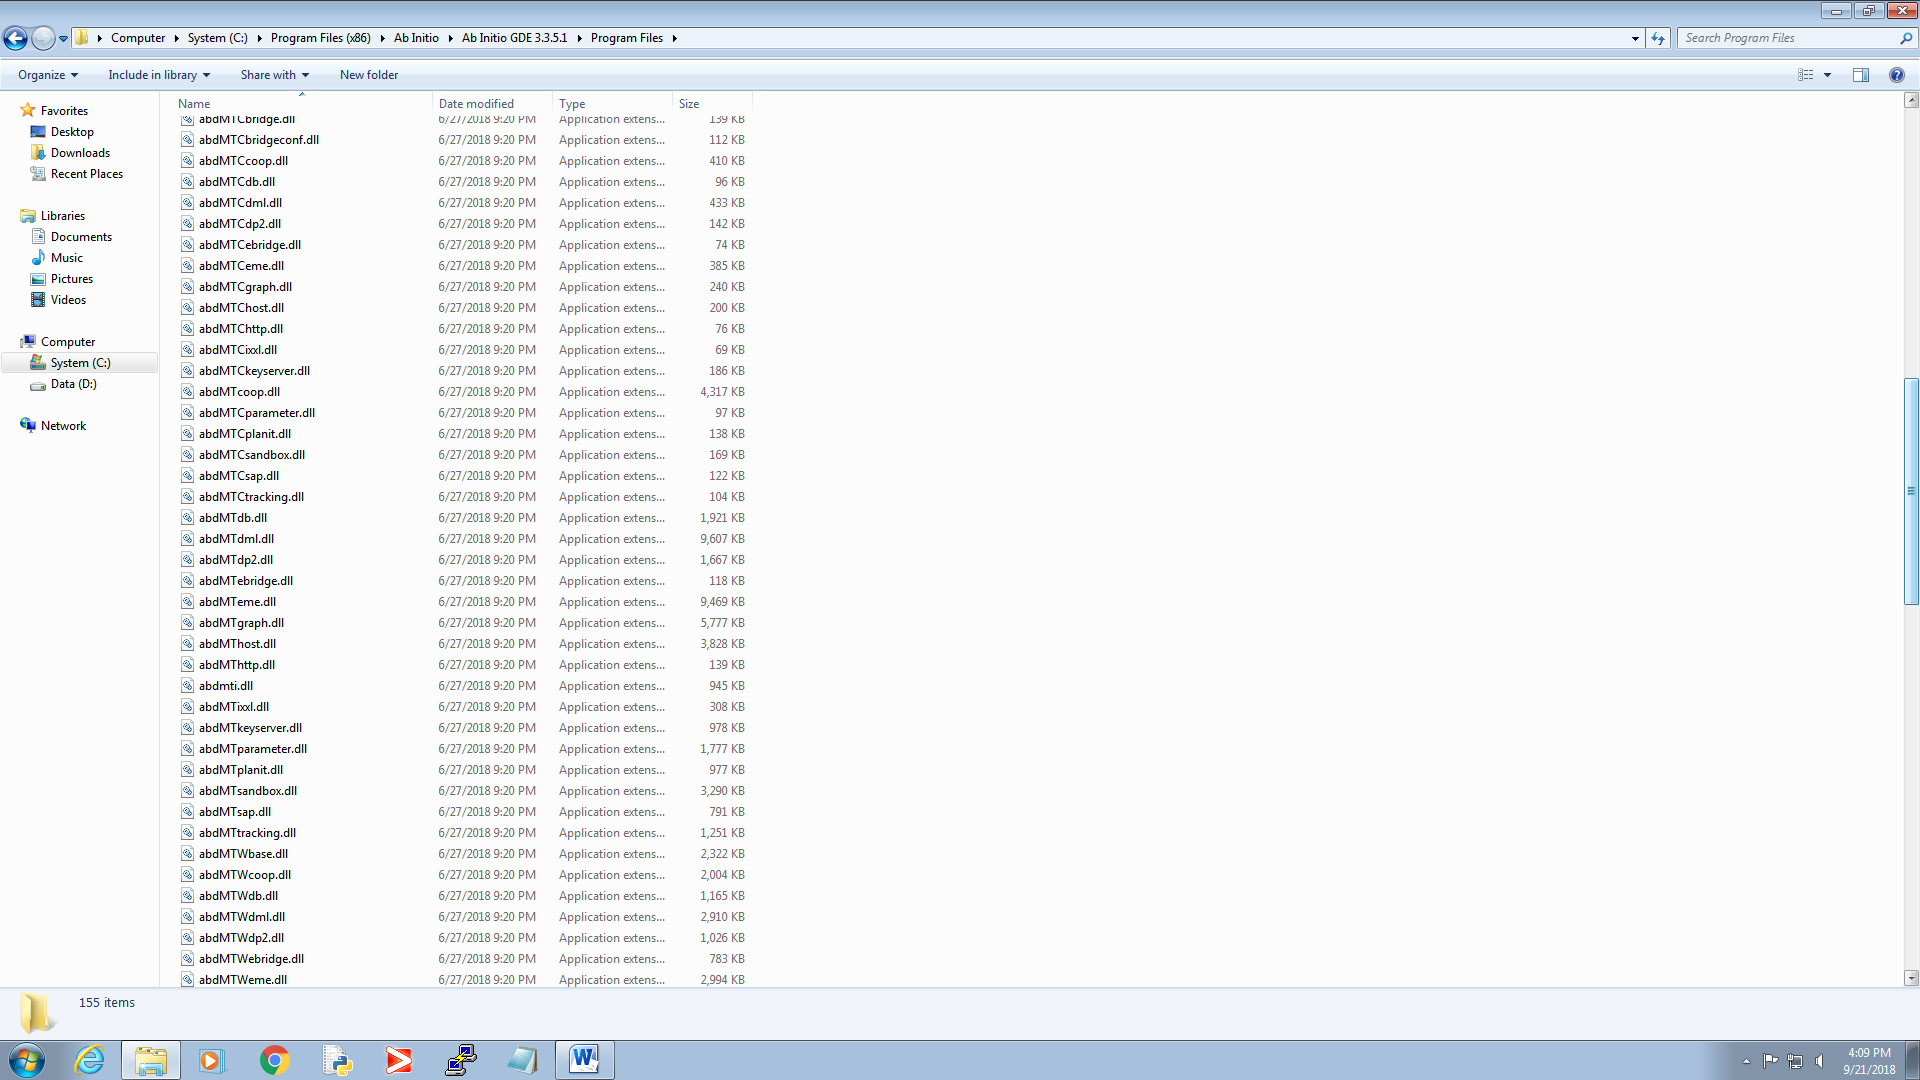 Computer System (C:) Program Files (x86) Ab Initio Ab Initio GDE 3.3.5.1 Program Files Search Program Files
Organize Include in library Share with New folder
Favorites
Desktop
Downloads
Recent Places
Libraries
Documents
Music
Pictures
Videos
Computer
System (C:)
Data (D:)
Network
Name Date modified Type Size
abdMTCbridge.dll 6/27/2018 9:20 PM Application extens... 139 KB
abdMTCbridgeconf.dll 6/27/2018 9:20 PM Application extens... 112 KB
abdMTCcoop.dll 6/27/2018 9:20 PM Application extens... 410 KB
abdMTCdb.dll 6/27/2018 9:20 PM Application extens... 96 KB
abdMTCdml.dll 6/27/2018 9:20 PM Application extens... 433 KB
abdMTCdp2.dll 6/27/2018 9:20 PM Application extens... 142 KB
abdMTCebridge.dll 6/27/2018 9:20 PM Application extens... 74 KB
abdMTCeme.dll 6/27/2018 9:20 PM Application extens... 385 KB
abdMTCgraph.dll 6/27/2018 9:20 PM Application extens... 240 KB
abdMTChost.dll 6/27/2018 9:20 PM Application extens... 200 KB
abdMTChttp.dll 6/27/2018 9:20 PM Application extens... 76 KB
abdMTCixxl.dll 6/27/2018 9:20 PM Application extens... 69 KB
abdMTCkeyserver.dll 6/27/2018 9:20 PM Application extens... 186 KB
abdMTcoop.dll 6/27/2018 9:20 PM Application extens... 4,317 KB
abdMTCparameter.dll 6/27/2018 9:20 PM Application extens... 97 KB
abdMTCplanit.dll 6/27/2018 9:20 PM Application extens... 138 KB
abdMTCsandbox.dll 6/27/2018 9:20 PM Application extens... 169 KB
abdMTCsap.dll 6/27/2018 9:20 PM Application extens... 122 KB
abdMTCtracking.dll 6/27/2018 9:20 PM Application extens... 104 KB
abdMTdb.dll 6/27/2018 9:20 PM Application extens... 1,921 KB
abdMTdml.dll 6/27/2018 9:20 PM Application extens... 9,607 KB
abdMTdp2.dll 6/27/2018 9:20 PM Application extens... 1,667 KB
abdMTebridge.dll 6/27/2018 9:20 PM Application extens... 118 KB
abdMTeme.dll 6/27/2018 9:20 PM Application extens... 9,469 KB
abdMTgraph.dll 6/27/2018 9:20 PM Application extens... 5,777 KB
abdMThost.dll 6/27/2018 9:20 PM Application extens... 3,828 KB
abdMThttp.dll 6/27/2018 9:20 PM Application extens... 139 KB
abdmti.dll 6/27/2018 9:20 PM Application extens... 945 KB
abdMTixxl.dll 6/27/2018 9:20 PM Application extens... 308 KB
abdMTkeyserver.dll 6/27/2018 9:20 PM Application extens... 978 KB
abdMTparameter.dll 6/27/2018 9:20 PM Application extens... 1,777 KB
abdMTplanit.dll 6/27/2018 9:20 PM Application extens... 977 KB
abdMTsandbox.dll 6/27/2018 9:20 PM Application extens... 3,290 KB
abdMTsap.dll 6/27/2018 9:20 PM Application extens... 791 KB
abdMTtracking.dll 6/27/2018 9:20 PM Application extens... 1,251 KB
abdMTWbase.dll 6/27/2018 9:20 PM Application extens... 2,322 KB
abdMTWcoop.dll 6/27/2018 9:20 PM Application extens... 2,004 KB
abdMTWdb.dll 6/27/2018 9:20 PM Application extens... 1,165 KB
abdMTWdml.dll 6/27/2018 9:20 PM Application extens... 2,910 KB
abdMTWdp2.dll 6/27/2018 9:20 PM Application extens... 1,026 KB
abdMTWebridge.dll 6/27/2018 9:20 PM Application extens... 783 KB
abdMTWeme.dll 6/27/2018 9:20 PM Application extens... 2,994 KB
155 items
4:09 PM
9/21/2018